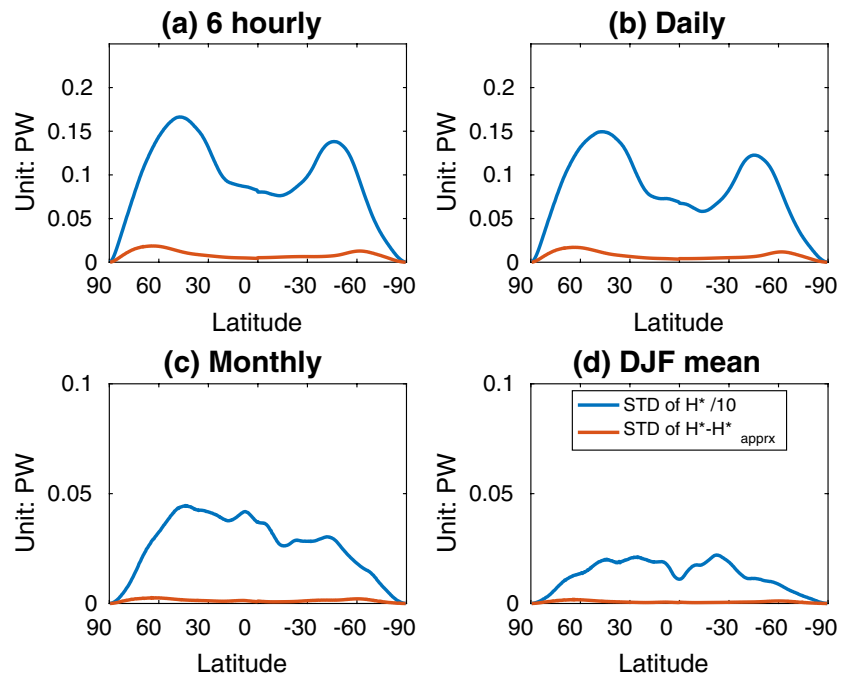 (a) 6 hourly
Unit: PW
0.2
0.15
0.1
0.05
0
90 60 30 0 -30 -60 -90
Latitude
(b) Daily
Unit: PW
0.2
0.15
0.1
0.05
0
90 60 30 0 -30 -60 -90
Latitude
(c) Monthly
Unit: PW
0.1
0.05
0
90 60 30 0 -30 -60 -90
Latitude
(d) DJF mean
Unit: PW
0.1
0.05
0
STD of H* /10
STD of H*-H* apprx
90 60 30 0 -30 -60 -90
Latitude